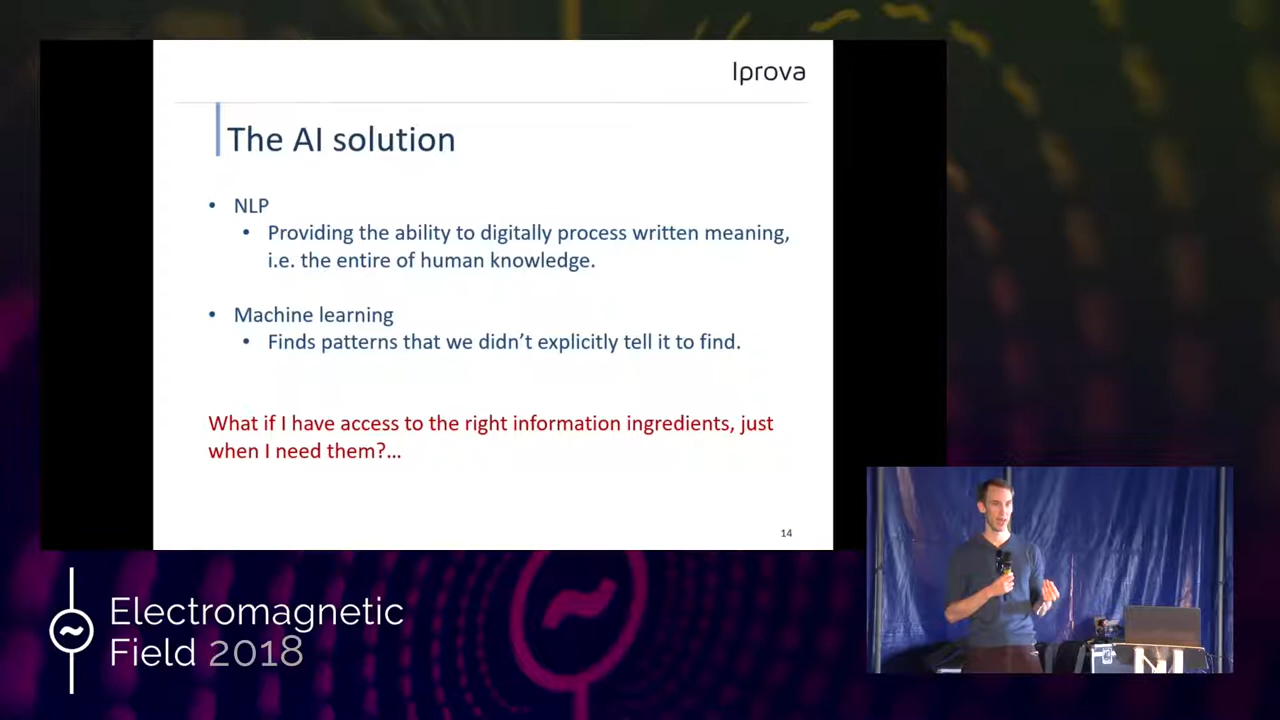 Iprova
The AI solution
• NLP
• Providing the ability to digitally process written meaning,
i.e. the entire of human knowledge.
• Machine learning
• Finds patterns that we didn’t explicitly tell it to find.
What if I have access to the right information ingredients, just
when I need them?...
14
Electromagnetic
Field 2018